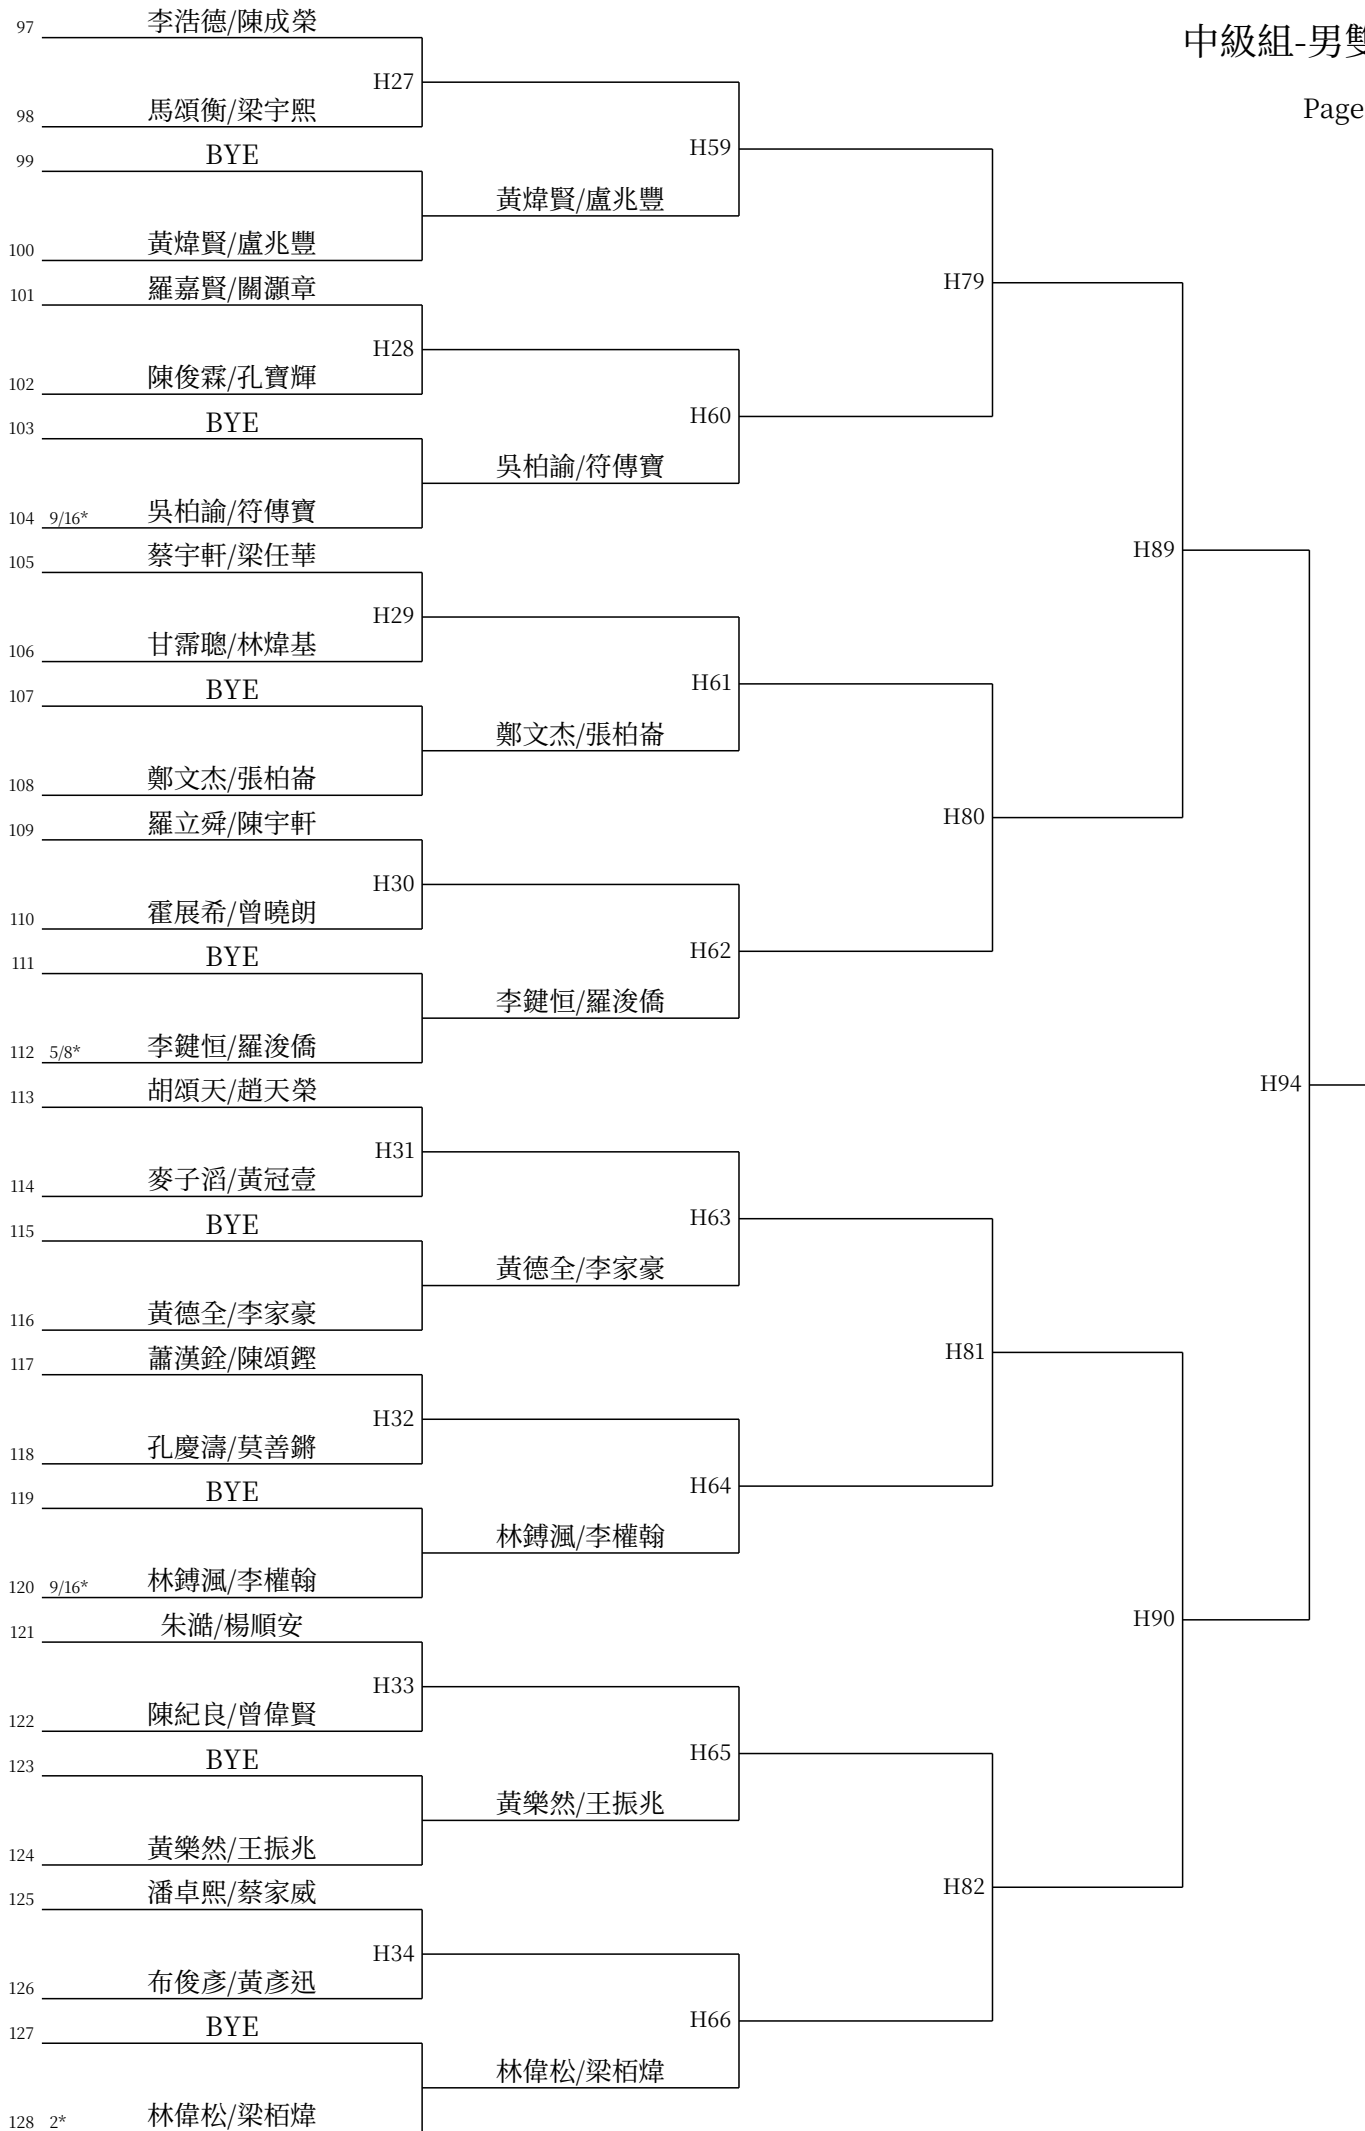 97 李浩德/陳成榮
中級組-男雙
H27
98 馬頌衡/梁宇熙
Page
99 BYE
H59
黃煒賢/盧兆豐
100 黃煒賢/盧兆豐
101 羅嘉賢/關灝章
H79
H28
102 陳俊霖/孔寶輝
103 BYE
H60
吳柏諭/符傳寶
104 9/16* 吳柏諭/符傳寶
105 蔡宇軒/梁任華
H89
H29
106 甘霈聰/林煒基
107 BYE
H61
鄭文杰/張柏崙
108 鄭文杰/張柏崙
109 羅立舜/陳宇軒
H80
H30
110 霍展希/曾曉朗
111 BYE
H62
李鍵恒/羅浚僑
112 5/8* 李鍵恒/羅浚僑
113 胡頌天/趙天榮
H94
H31
114 麥子滔/黃冠壹
115 BYE
H63
黃德全/李家豪
116 黃德全/李家豪
117 蕭漢銓/陳頌鏗
H81
H32
118 孔慶濤/莫善鏘
119 BYE
H64
林鎛渢/李權翰
120 9/16* 林鎛渢/李權翰
121 朱澔/楊順安
H90
H33
122 陳紀良/曾偉賢
123 BYE
H65
黃樂然/王振兆
124 黃樂然/王振兆
125 潘卓熙/蔡家威
H82
H34
126 布俊彥/黃彥迅
127 BYE
H66
林偉松/梁栢煒
128 2* 林偉松/梁栢煒